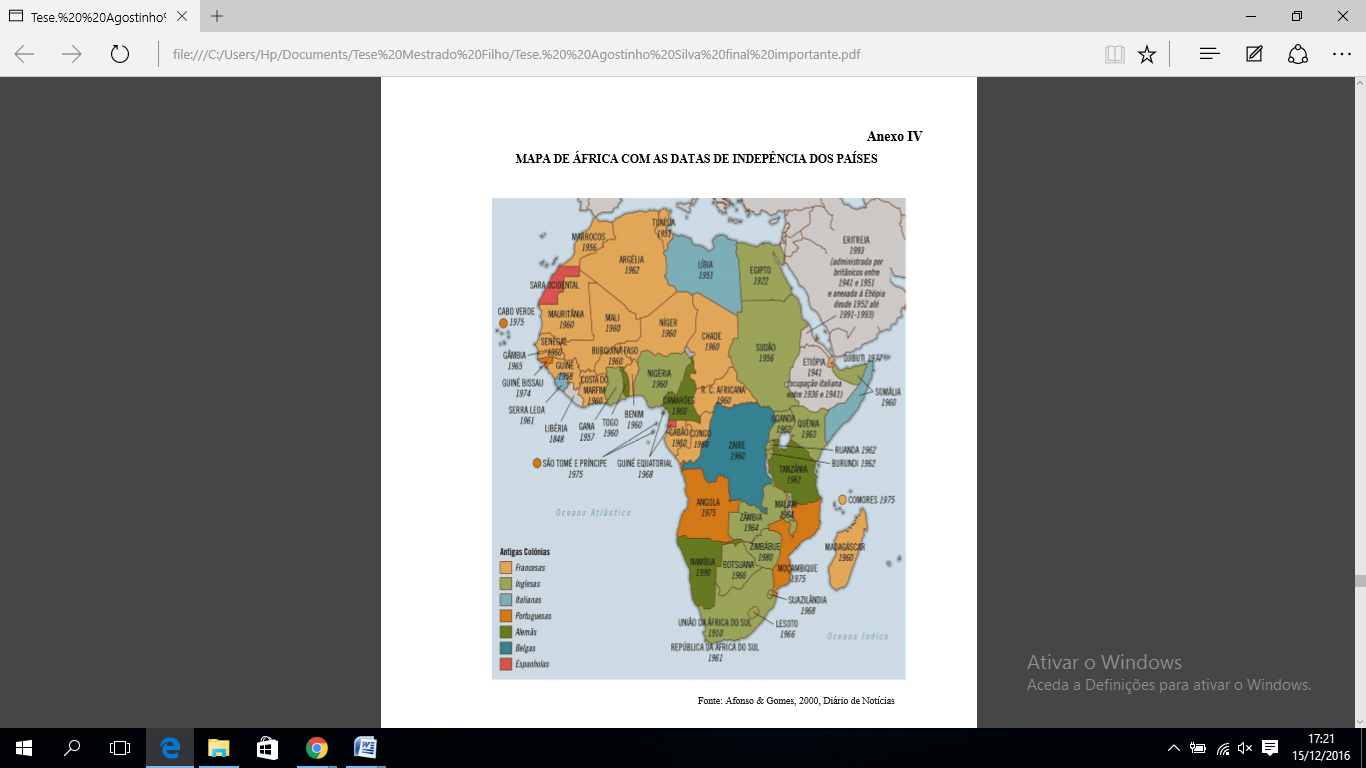 Tese.%20%20Agostinho%
file:///C:/Users/Hp/Documents/Tese%20Mestrado%20Filho/Tese.%20%20Agostinho%20Silva%20final%20importante.pdf
Anexo IV
MAPA DE ÁFRICA COM AS DATAS DE INDEPÊNCIA DOS PAÍSES
TUNÍSIA
1951
MARROCOS
1956
ARGÉLIA
1962
LÍBIA
1951
EGIPTO
1922
ERITREIA
1993
(administrada por
britânicos entre
1941 e 1951
e anexada à Etiópia
desde 1952 até
1991-1993)
SARA OCIDENTAL
CABO VERDE
1975
MAURITÂNIA
1960
MALI
1960
NÍGER
1960
CHADE
1960
SUDÃO
1956
SENEGAL
1960
GÂMBIA
1965
BURQUINA FASO
1960
ETIÓPIA
1941
(ocupação italiana
entre 1936 e 1941)
DJIBUTI 1977
GUINÉ
1958
GUINÉ BISSAU
1974
COSTA DO
MARFIM
1960
NIGÉRIA
1960
R. C. AFRICANA
1960
SOMÁLIA
1960
CAMARÕES
1960
SERRA LEOA
1961
LIBÉRIA
1848
GANA
1957
TOGO
1960
BENIM
1960
GABÃO
1960
CONGO
1960
ZAIRE
1960
UGANDA
1962
QUÉNIA
1963
RUANDA 1962
BURUNDI 1962
SÃO TOMÉ E PRÍNCIPE
1975
GUINÉ EQUATORIAL
1968
TANZÂNIA
1961
COMORES 1975
ANGOLA
1975
MALAWI
1964
Oceano Atlântico
ZÂMBIA
1964
ZIMBÁBUE
1980
MADAGÁSCAR
1960
NAMÍBIA
1990
BOTSUANA
1966
MOÇAMBIQUE
1975
SUAZILÂNDIA
1968
LESOTO
1966
UNIÃO DA ÁFRICA DO SUL
1910
REPÚBLICA DA ÁFRICA DO SUL
1961
Oceano Índico
Antigas Colónias
Francesas
Inglesas
Italianas
Portuguesas
Alemãs
Belgas
Espanholas
Fonte: Afonso & Gomes, 2000, Diário de Notícias
Ativar o Windows
Aceda a Definições para ativar o Windows.
17:21
15/12/2016